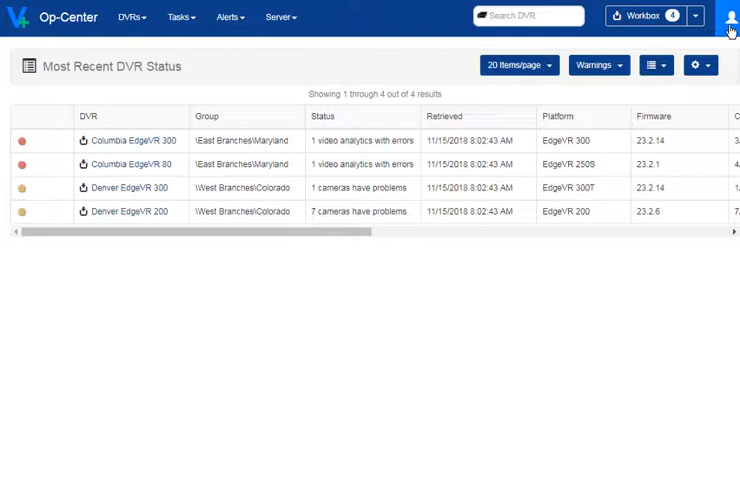 V+ Op-Center DVRs Tasks Alerts Server Search DVR Workbox 4
Most Recent DVR Status 20 Items/page Warnings
Showing 1 through 4 out of 4 results
DVR Group Status Retrieved Platform Firmware C
Columbia EdgeVR 300 \East Branches\Maryland 1 video analytics with errors 11/15/2018 8:02:43 AM EdgeVR 300 23.2.14 3/
Columbia EdgeVR 80 \East Branches\Maryland 1 video analytics with errors 11/15/2018 8:02:43 AM EdgeVR 250S 23.2.1 4/
Denver EdgeVR 300 \West Branches\Colorado 1 cameras have problems 11/15/2018 8:02:43 AM EdgeVR 300T 23.2.14 1/
Denver EdgeVR 200 \West Branches\Colorado 7 cameras have problems 11/15/2018 8:02:43 AM EdgeVR 200 23.2.6 7/